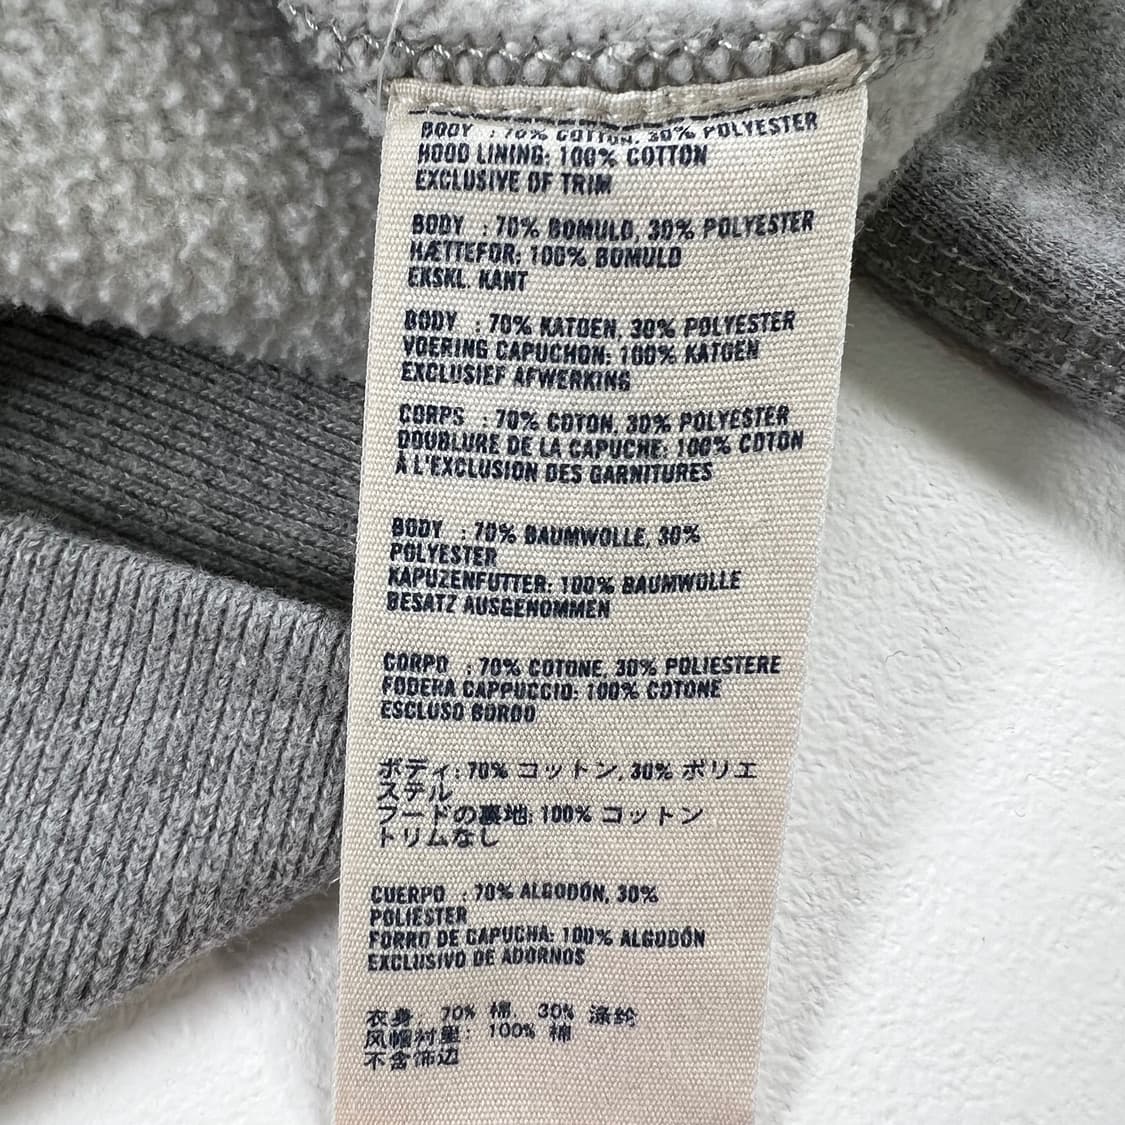 BODY : 70% COTTON, 30% POLYESTER
HOOD LINING: 100% COTTON
EXCLUSIVE OF TRIM
BODY : 70% BOMULD, 30% POLYESTER
HÆTTEFOR: 100% BOMULD
EKSKL. KANT
BODY : 70% KATOEN, 30% POLYESTER
VOERING CAPUCHON: 100% KATOEN
EXCLUSIEF AFWERKING
CORPS : 70% COTON, 30% POLYESTER
DOUBLURE DE LA CAPUCHE: 100% COTON
À L'EXCLUSION DES GARNITURES
BODY : 70% BAUMWOLLE, 30%
POLYESTER
KAPUZENFUTTER: 100% BAUMWOLLE
BESATZ AUSGENOMMEN
CORPO : 70% COTONE, 30% POLIESTERE
FODERA CAPPUCCIO: 100% COTONE
ESCLUSO BORDO
ボディ: 70% コットン, 30% ポリエ
ステル
フードの裏地: 100% コットン
トリムなし
CUERPO : 70% ALGODÓN, 30%
POLIÉSTER
FORRO DE CAPUCHA: 100% ALGODÓN
EXCLUSIVO DE ADORNOS
衣身, 70% 棉, 30% 涤纶
风帽衬里: 100% 棉
不含饰边